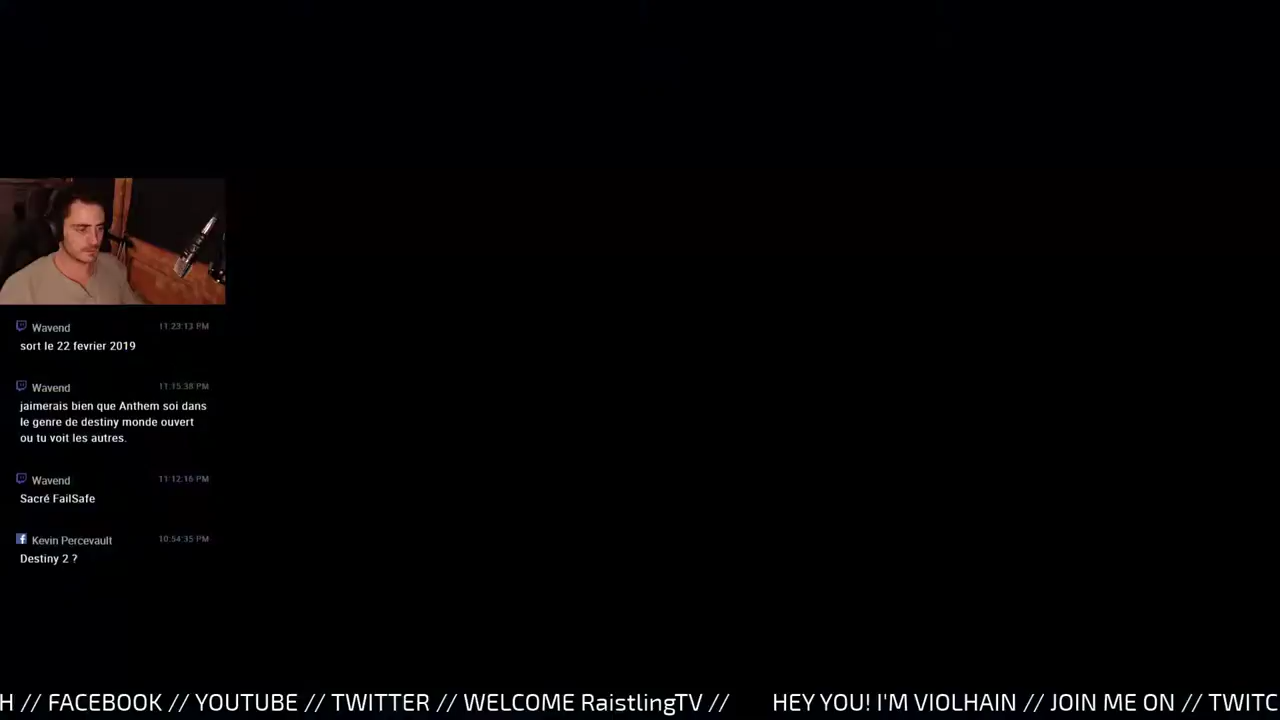 Wavend 11:23:13 PM
sort le 22 fevrier 2019
Wavend 11:15:38 PM
jaimerais bien que Anthem soi dans
le genre de destiny monde ouvert
ou tu voit les autres.
Wavend 11:12:16 PM
Sacré FailSafe
Kevin Percevault 10:54:35 PM
Destiny 2 ?
H // FACEBOOK // YOUTUBE // TWITTER // WELCOME RaistlingTV // HEY YOU! I'M VIOLHAIN // JOIN ME ON // TWITC